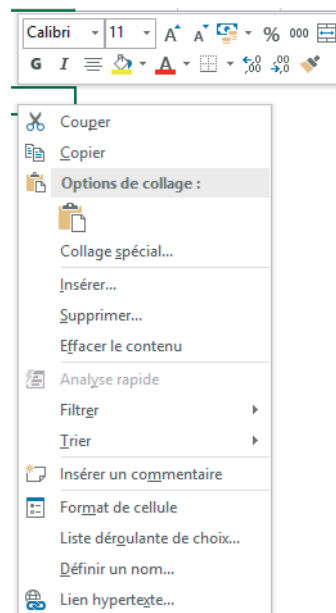 Calibri 11 A A % 000
G I A ,00 ,0
Couper
Copier
Options de collage :
Collage spécial...
Insérer...
Supprimer...
Effacer le contenu
Analyse rapide
Filtrer
Trier
Insérer un commentaire
Format de cellule
Liste déroulante de choix...
Définir un nom...
Lien hypertexte...